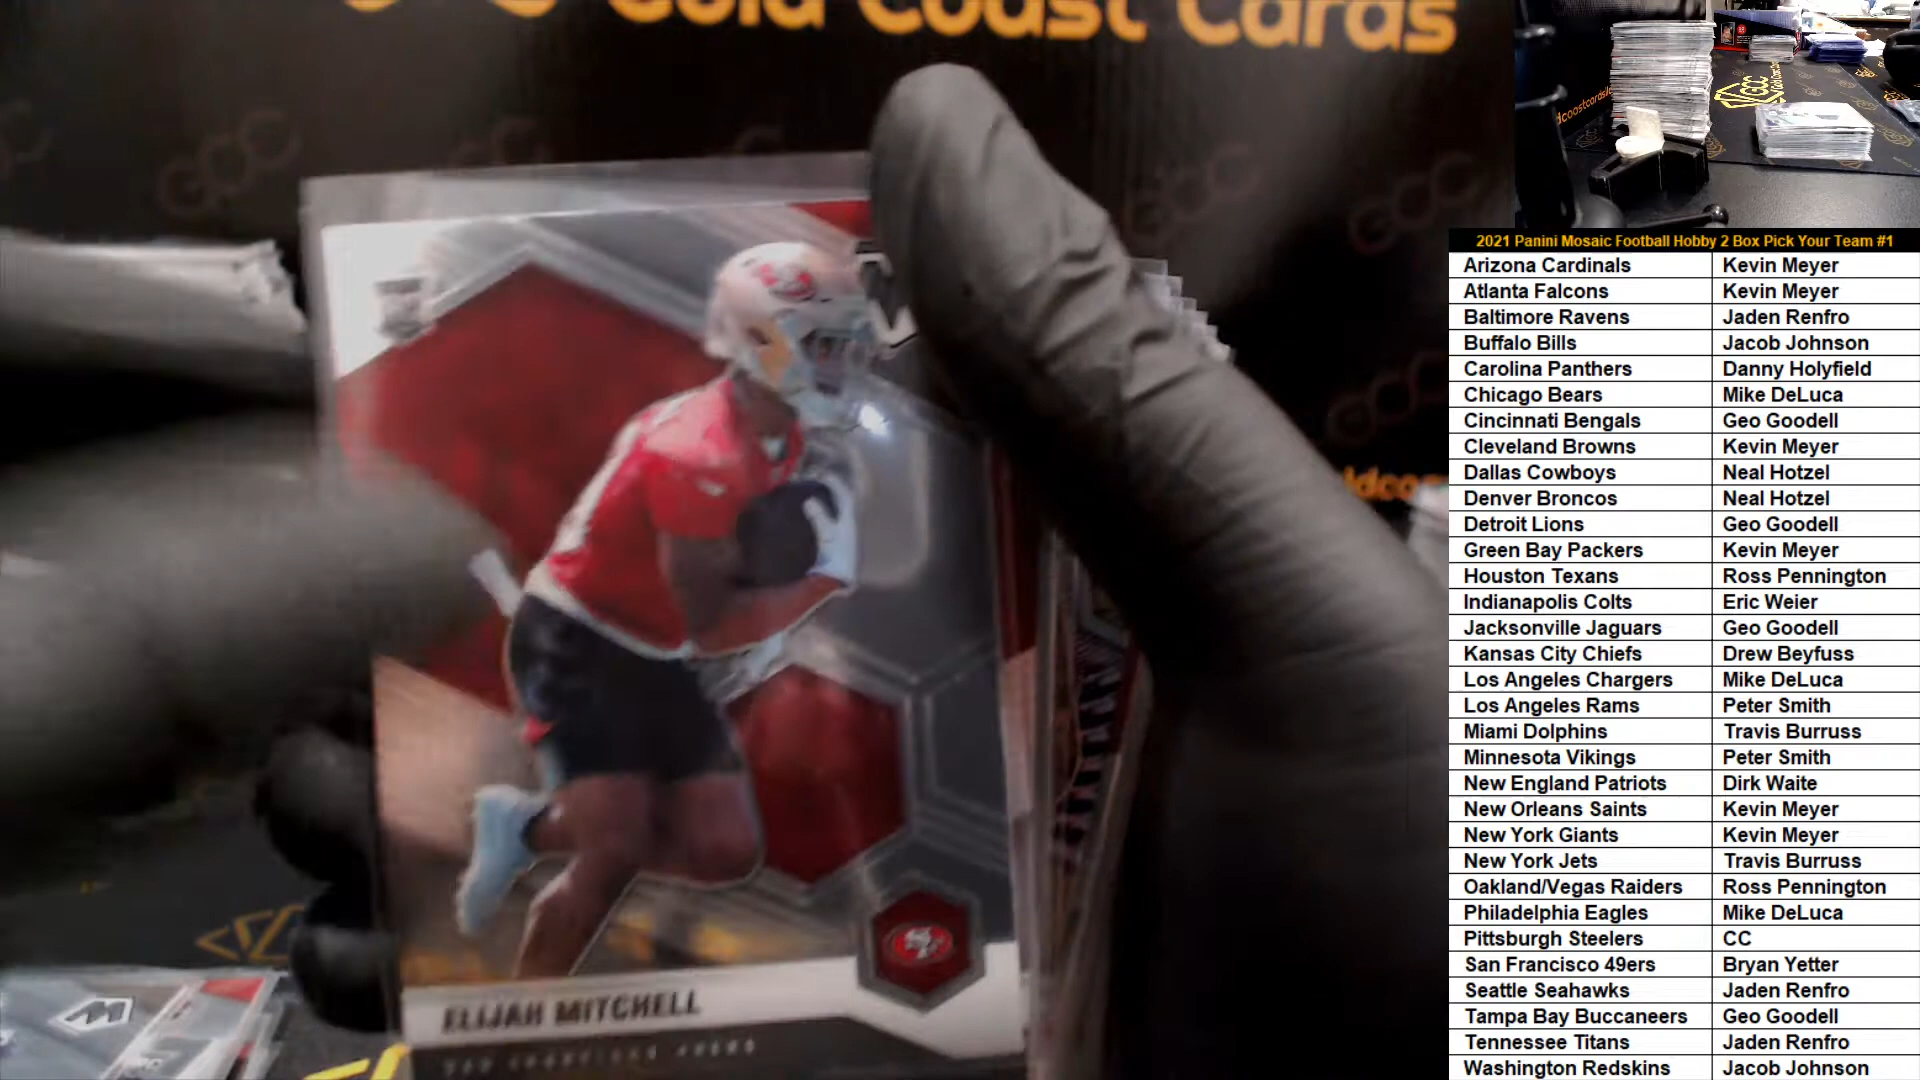 Gold Coast Cards
GCC
GCC
GCC
GCC
ELIJAH MITCHELL
SAN FRANCISCO 49ERS
2021 Panini Mosaic Football Hobby 2 Box Pick Your Team #1
Arizona Cardinals Kevin Meyer
Atlanta Falcons Kevin Meyer
Baltimore Ravens Jaden Renfro
Buffalo Bills Jacob Johnson
Carolina Panthers Danny Holyfield
Chicago Bears Mike DeLuca
Cincinnati Bengals Geo Goodell
Cleveland Browns Kevin Meyer
Dallas Cowboys Neal Hotzel
Denver Broncos Neal Hotzel
Detroit Lions Geo Goodell
Green Bay Packers Kevin Meyer
Houston Texans Ross Pennington
Indianapolis Colts Eric Weier
Jacksonville Jaguars Geo Goodell
Kansas City Chiefs Drew Beyfuss
Los Angeles Chargers Mike DeLuca
Los Angeles Rams Peter Smith
Miami Dolphins Travis Burruss
Minnesota Vikings Peter Smith
New England Patriots Dirk Waite
New Orleans Saints Kevin Meyer
New York Giants Kevin Meyer
New York Jets Travis Burruss
Oakland/Vegas Raiders Ross Pennington
Philadelphia Eagles Mike DeLuca
Pittsburgh Steelers CC
San Francisco 49ers Bryan Yetter
Seattle Seahawks Jaden Renfro
Tampa Bay Buccaneers Geo Goodell
Tennessee Titans Jaden Renfro
Washington Redskins Jacob Johnson